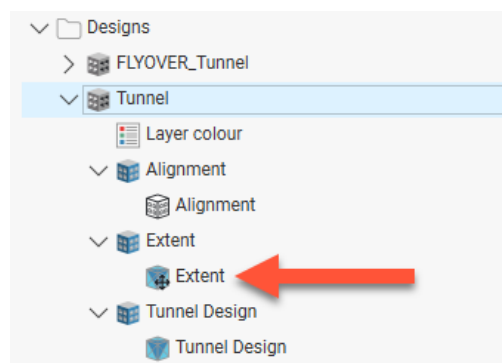 Designs
FLYOVER_Tunnel
Tunnel
Layer colour
Alignment
Alignment
Extent
Extent
Tunnel Design
Tunnel Design